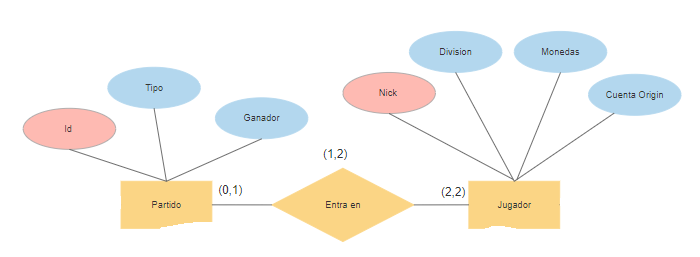 Division
Monedas
Tipo
Nick
Cuenta Origin
Ganador
Id
(1,2)
(0,1)
(2,2)
Partido
Entra en
Jugador